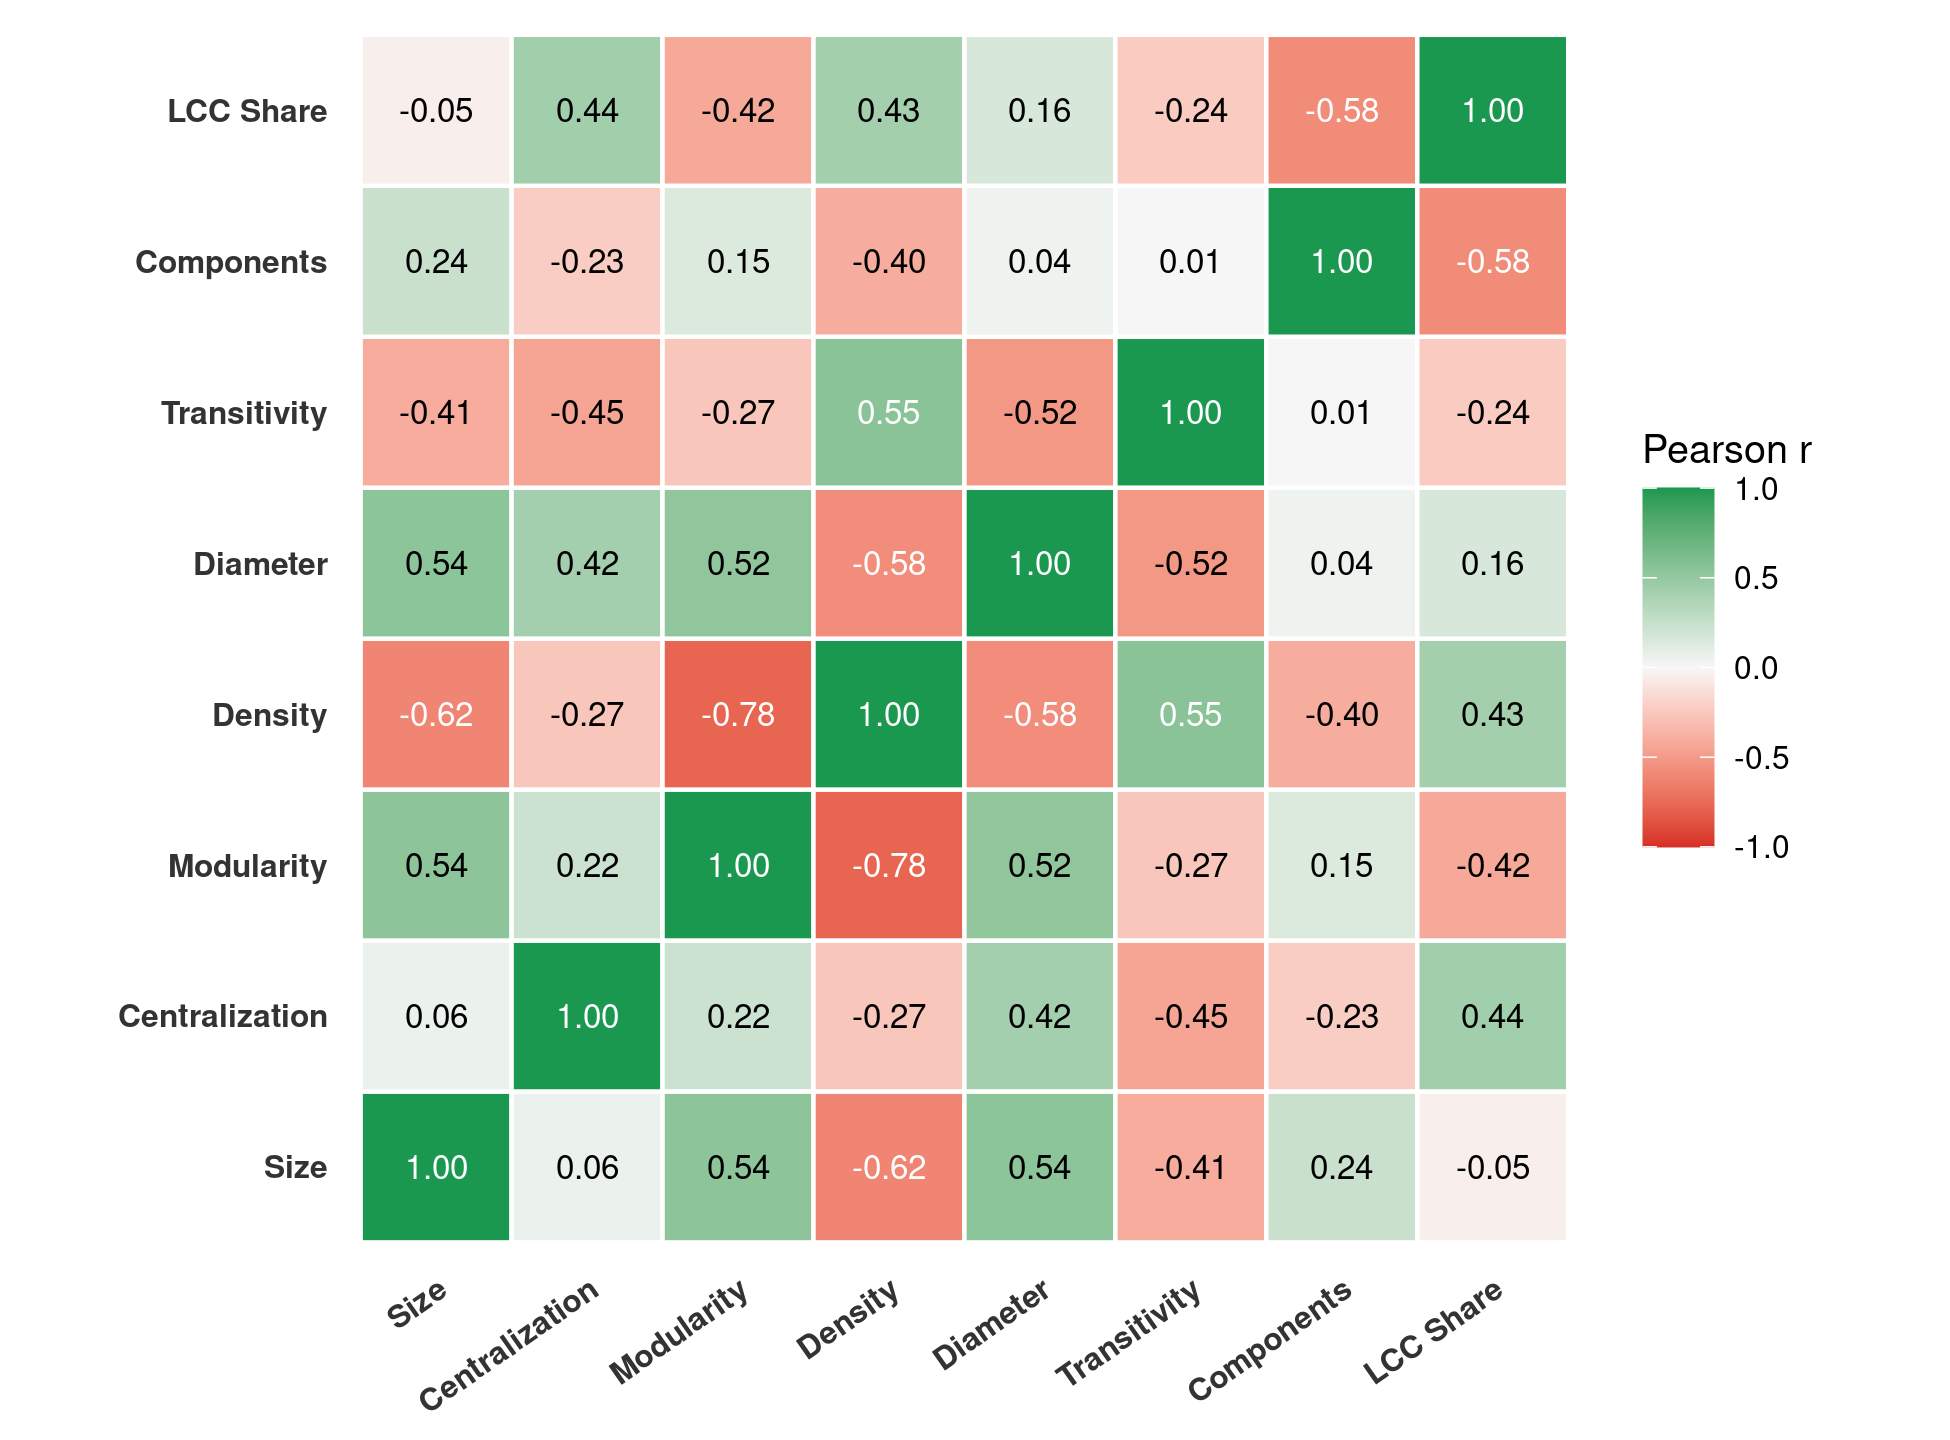 LCC Share -0.05 0.44 -0.42 0.43 0.16 -0.24 -0.58 1.00
Components 0.24 -0.23 0.15 -0.40 0.04 0.01 1.00 -0.58
Transitivity -0.41 -0.45 -0.27 0.55 -0.52 1.00 0.01 -0.24
Diameter 0.54 0.42 0.52 -0.58 1.00 -0.52 0.04 0.16
Density -0.62 -0.27 -0.78 1.00 -0.58 0.55 -0.40 0.43
Modularity 0.54 0.22 1.00 -0.78 0.52 -0.27 0.15 -0.42
Centralization 0.06 1.00 0.22 -0.27 0.42 -0.45 -0.23 0.44
Size 1.00 0.06 0.54 -0.62 0.54 -0.41 0.24 -0.05
Size Centralization Modularity Density Diameter Transitivity Components LCC Share
Pearson r
1.0
0.5
0.0
-0.5
-1.0